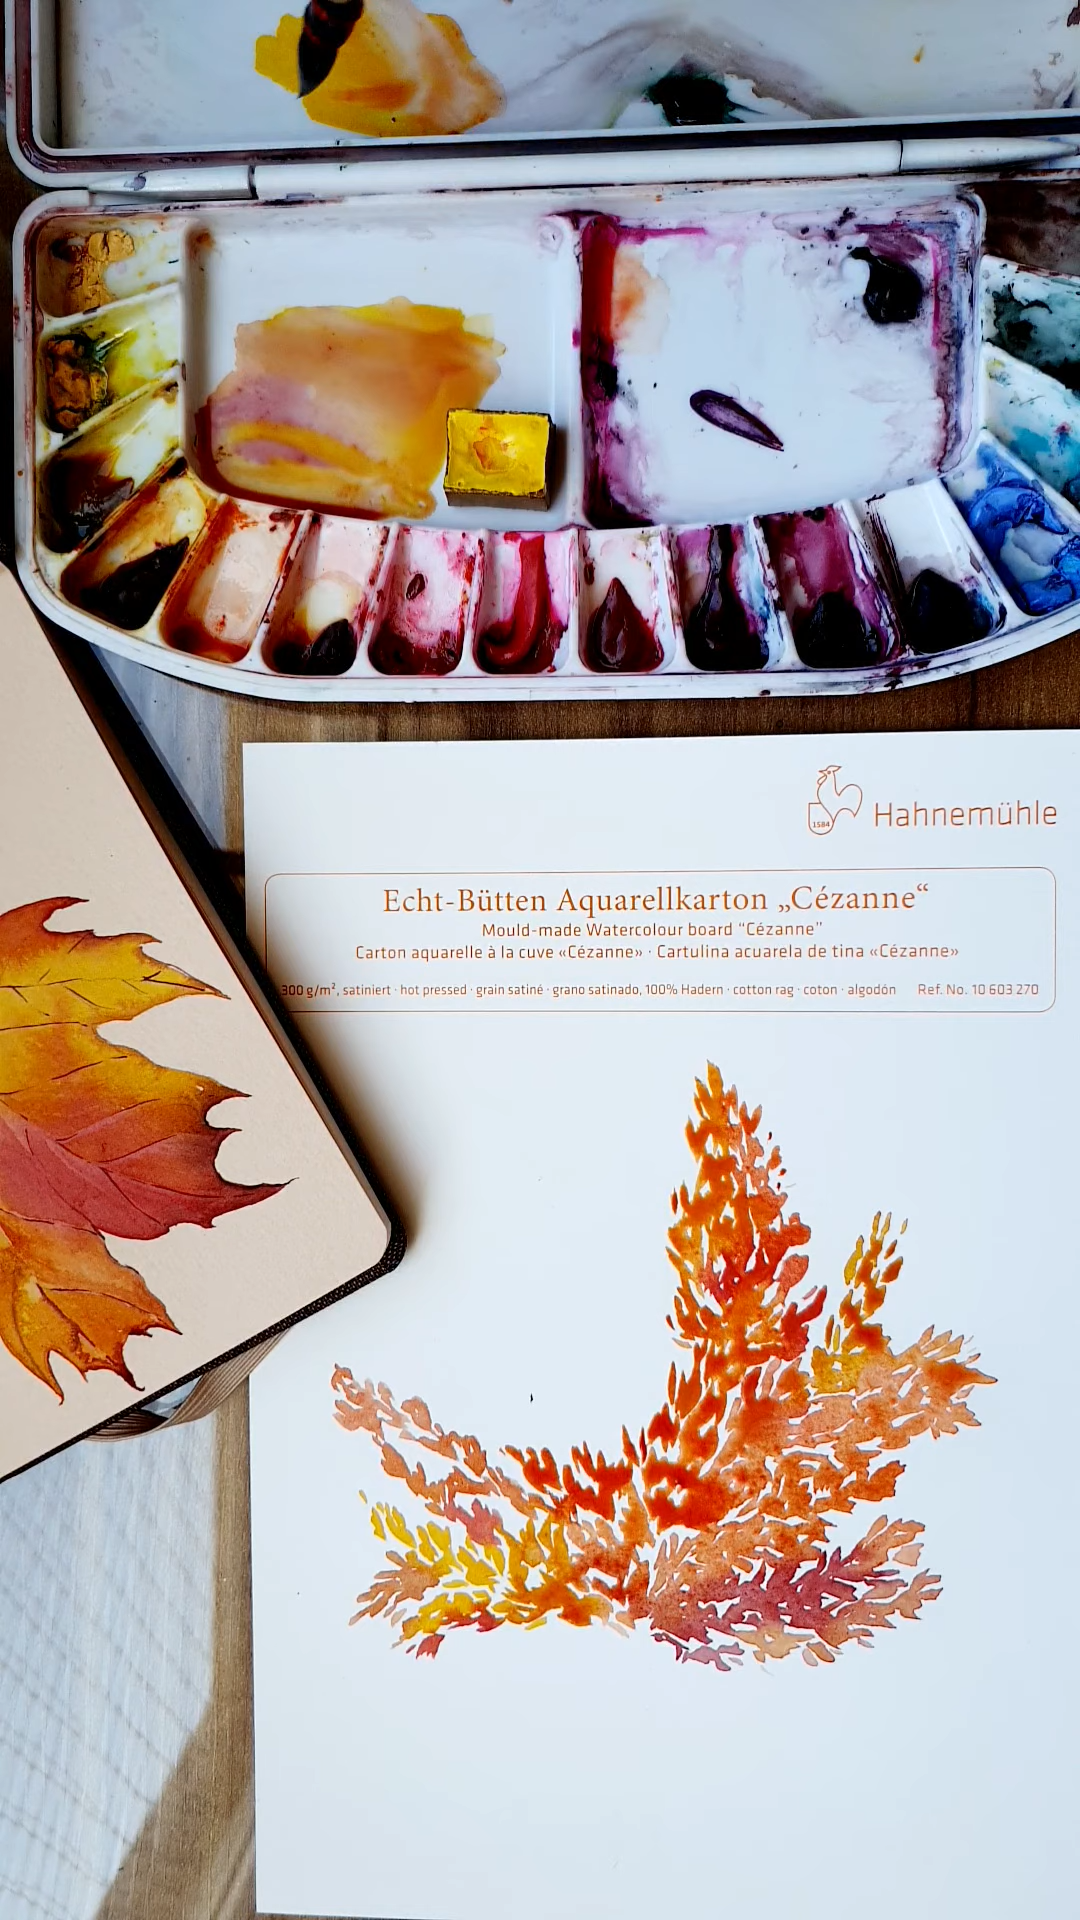 1584
Hahnemühle
Echt-Bütten Aquarellkarton „Cézanne“
Mould-made Watercolour board “Cézanne”
Carton aquarelle à la cuve «Cézanne» · Cartulina acuarela de tina «Cézanne»
300 g/m², satiniert · hot pressed · grain satiné · grano satinado, 100% Hadern · cotton rag · coton · algodón Ref. No. 10 603 270